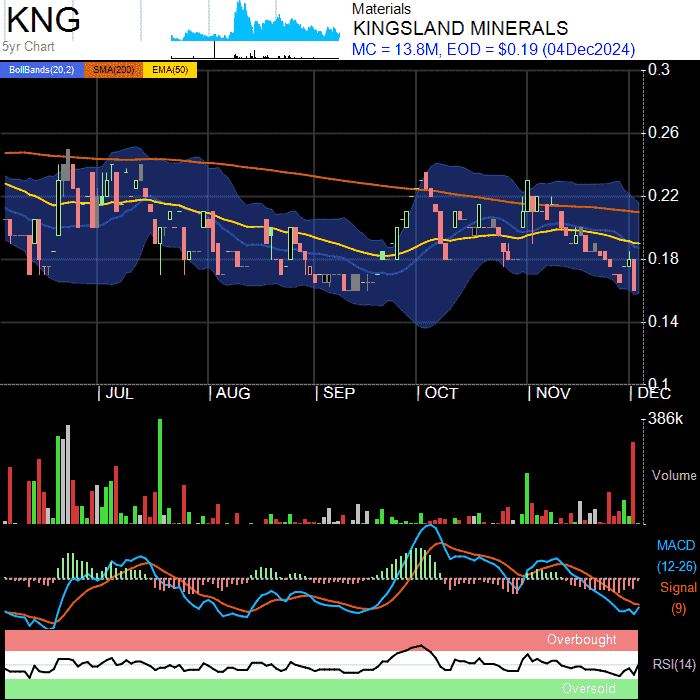 KNG
5yr Chart
Materials
KINGSLAND MINERALS
MC = 13.8M, EOD = $0.19 (04Dec2024)
BollBands(20,2) SMA(200) EMA(50)
0.3
0.26
0.22
0.18
0.14
0.1
| JUL | AUG | SEP | OCT | NOV | DEC
386k
Volume
MACD
(12-26)
Signal
(9)
Overbought
RSI(14)
Oversold